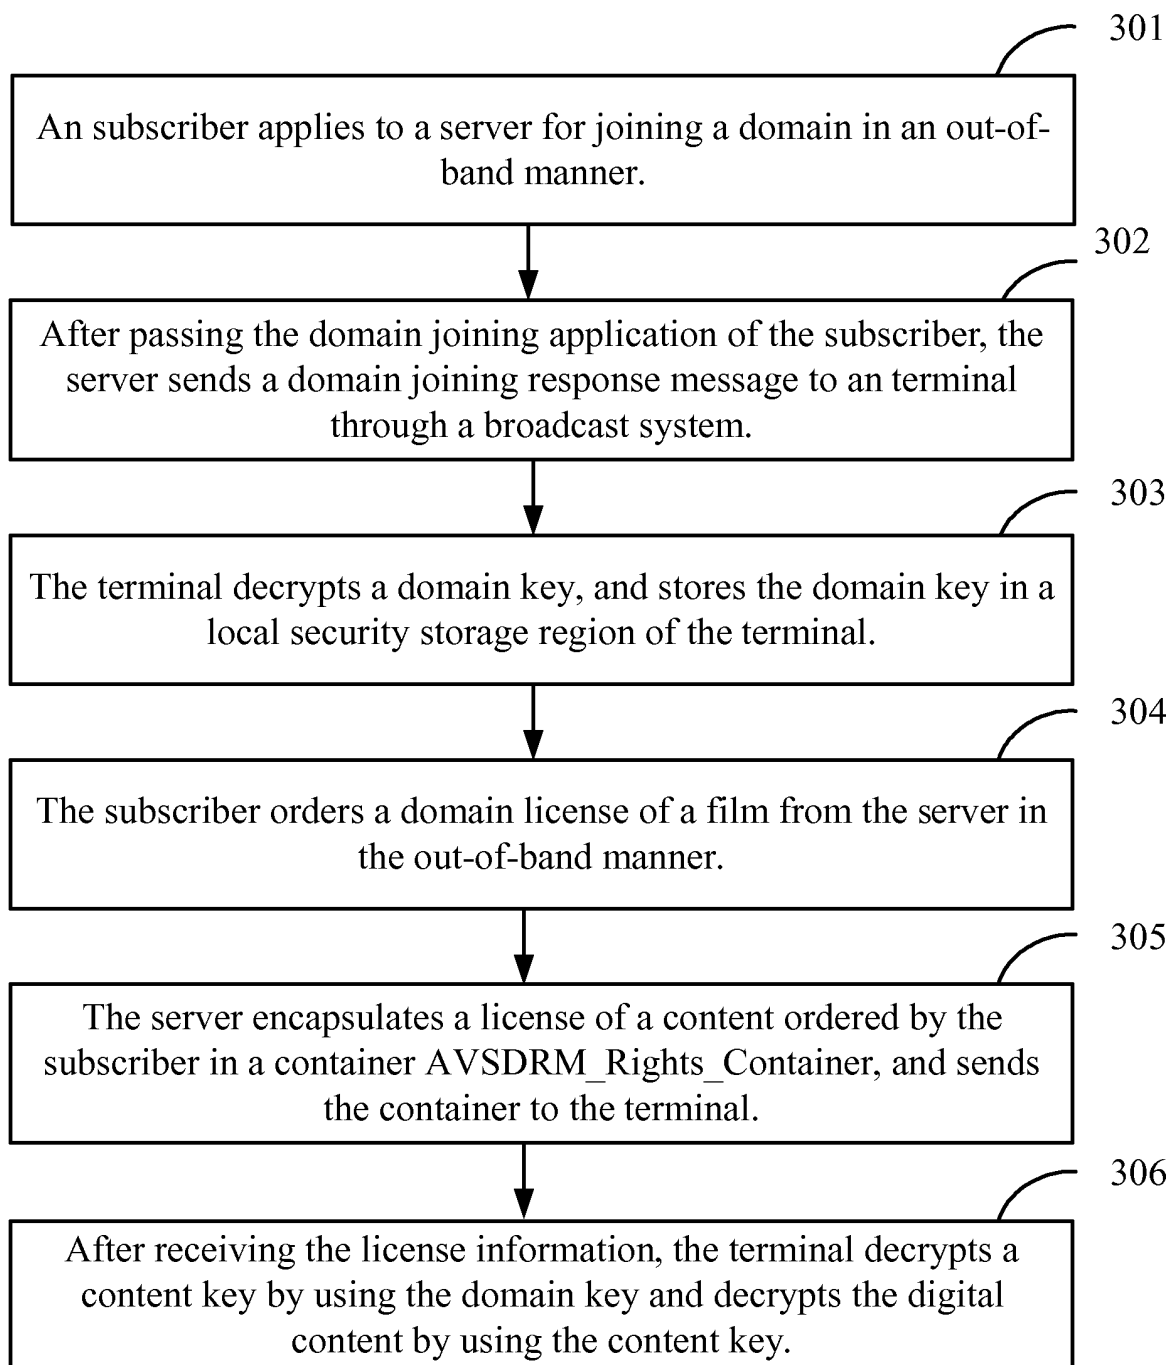 301
An subscriber applies to a server for joining a domain in an out-of-
band manner.
302
After passing the domain joining application of the subscriber, the
server sends a domain joining response message to an terminal
through a broadcast system.
303
The terminal decrypts a domain key, and stores the domain key in a
local security storage region of the terminal.
304
The subscriber orders a domain license of a film from the server in
the out-of-band manner.
305
The server encapsulates a license of a content ordered by the
subscriber in a container AVSDRM_Rights_Container, and sends
the container to the terminal.
306
After receiving the license information, the terminal decrypts a
content key by using the domain key and decrypts the digital
content by using the content key.